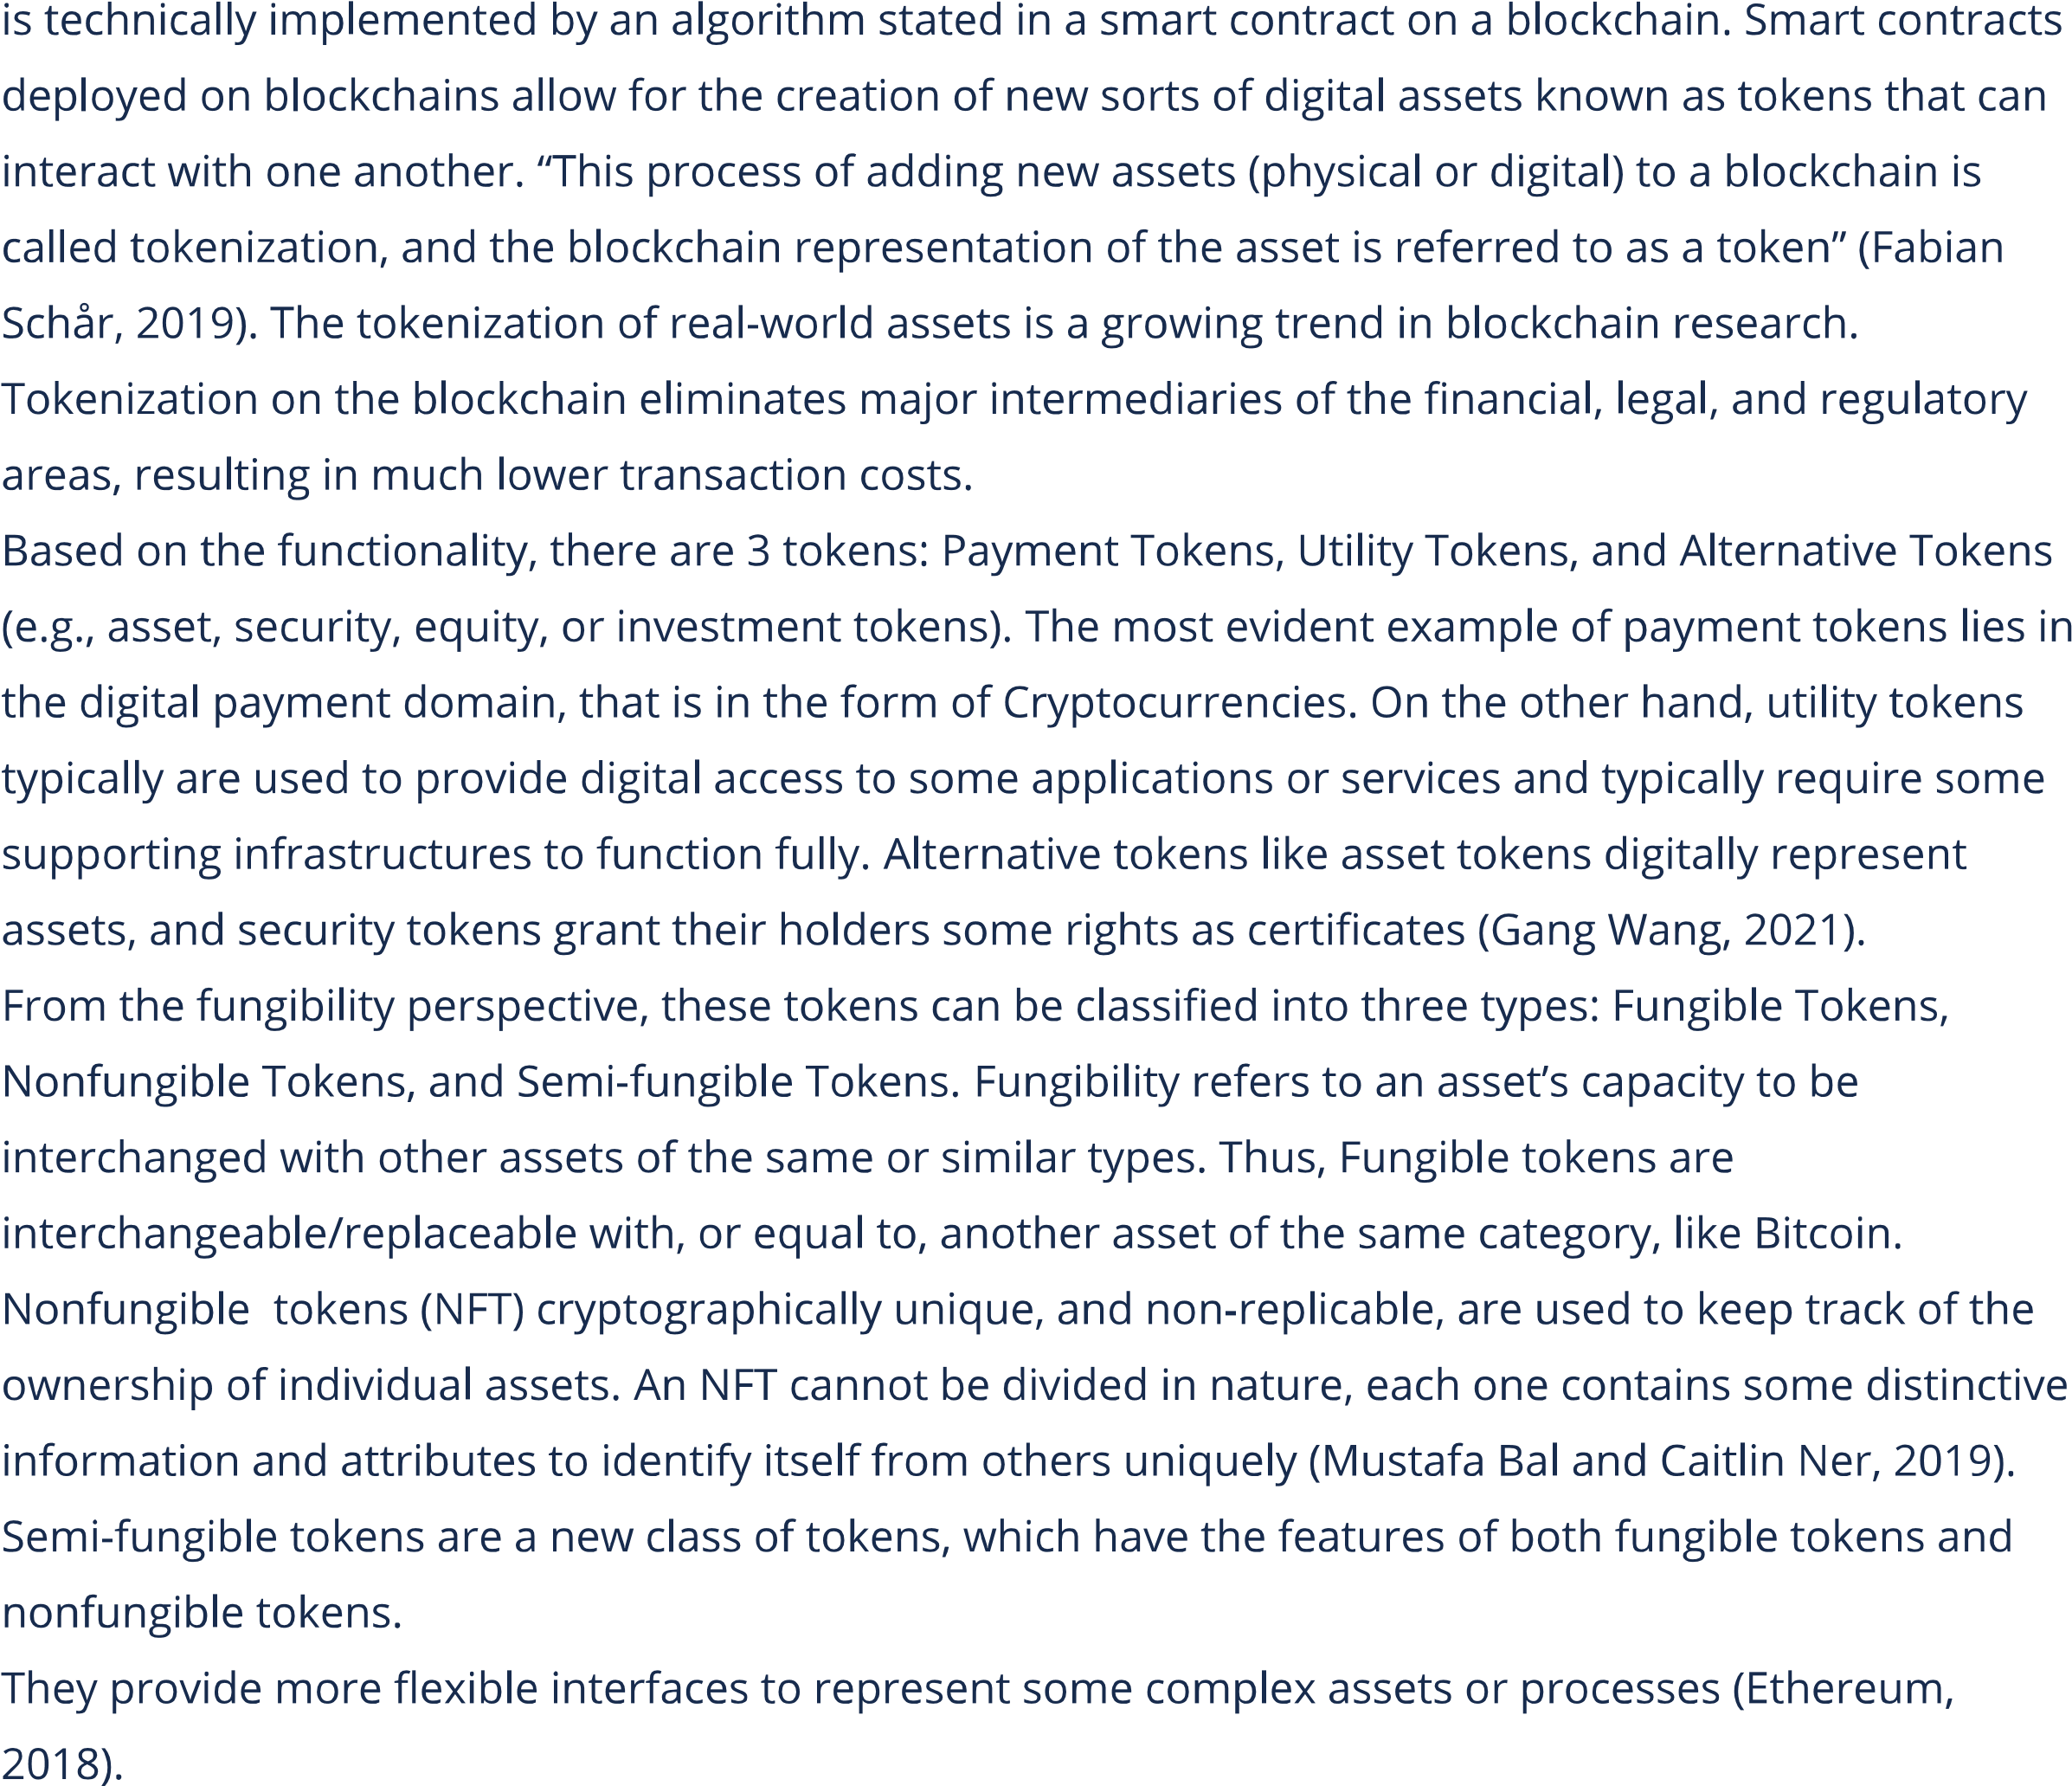 is technically implemented by an algorithm stated in a smart contract on a blockchain. Smart contracts
deployed on blockchains allow for the creation of new sorts of digital assets known as tokens that can
interact with one another. “This process of adding new assets (physical or digital) to a blockchain is
called tokenization, and the blockchain representation of the asset is referred to as a token” (Fabian
Schår, 2019). The tokenization of real-world assets is a growing trend in blockchain research.
Tokenization on the blockchain eliminates major intermediaries of the financial, legal, and regulatory
areas, resulting in much lower transaction costs.
Based on the functionality, there are 3 tokens: Payment Tokens, Utility Tokens, and Alternative Tokens
(e.g., asset, security, equity, or investment tokens). The most evident example of payment tokens lies in
the digital payment domain, that is in the form of Cryptocurrencies. On the other hand, utility tokens
typically are used to provide digital access to some applications or services and typically require some
supporting infrastructures to function fully. Alternative tokens like asset tokens digitally represent
assets, and security tokens grant their holders some rights as certificates (Gang Wang, 2021).
From the fungibility perspective, these tokens can be classified into three types: Fungible Tokens,
Nonfungible Tokens, and Semi-fungible Tokens. Fungibility refers to an asset’s capacity to be
interchanged with other assets of the same or similar types. Thus, Fungible tokens are
interchangeable/replaceable with, or equal to, another asset of the same category, like Bitcoin.
Nonfungible  tokens (NFT) cryptographically unique, and non-replicable, are used to keep track of the
ownership of individual assets. An NFT cannot be divided in nature, each one contains some distinctive
information and attributes to identify itself from others uniquely (Mustafa Bal and Caitlin Ner, 2019).
Semi-fungible tokens are a new class of tokens, which have the features of both fungible tokens and
nonfungible tokens.
They provide more flexible interfaces to represent some complex assets or processes (Ethereum,
2018).